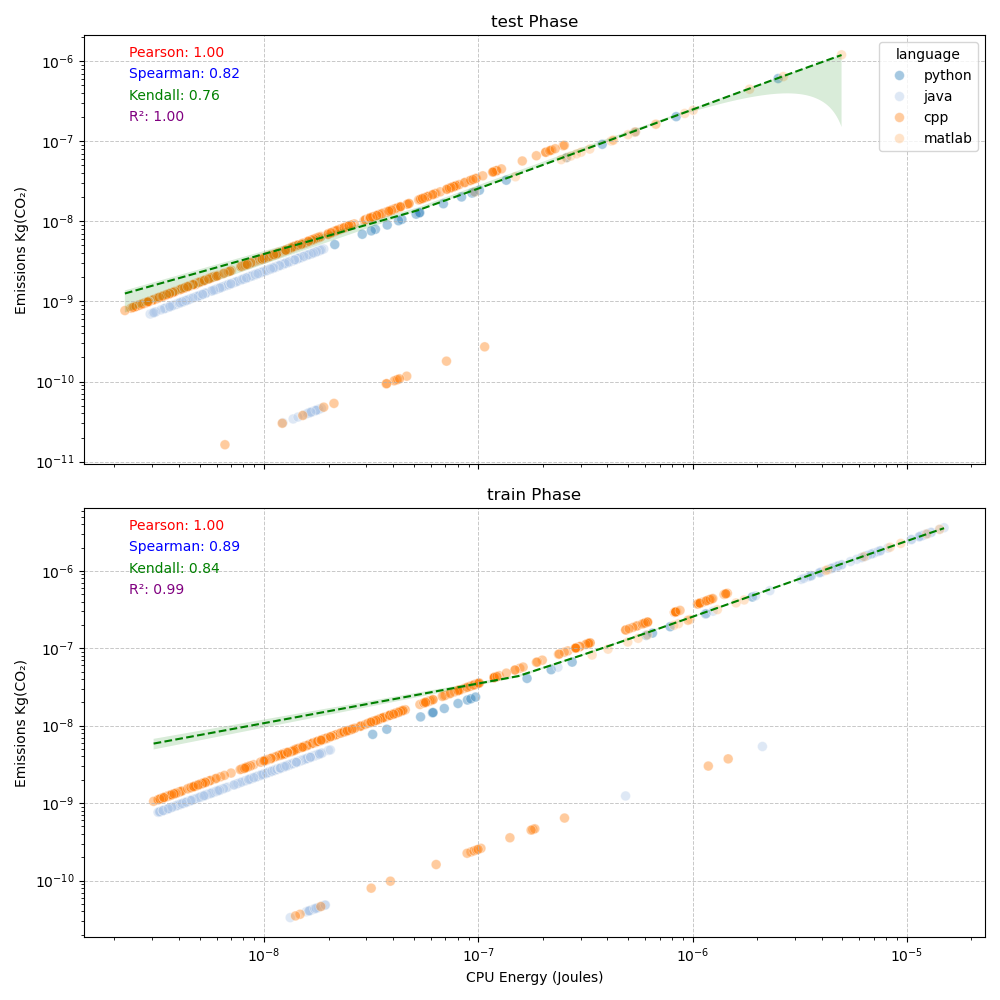 test Phase
Pearson: 1.00
Spearman: 0.82
Kendall: 0.76
R²: 1.00
language
python
java
cpp
matlab
Emissions Kg(CO₂)
10⁻⁶
10⁻⁷
10⁻⁸
10⁻⁹
10⁻¹⁰
10⁻¹¹
train Phase
Pearson: 1.00
Spearman: 0.89
Kendall: 0.84
R²: 0.99
Emissions Kg(CO₂)
10⁻⁶
10⁻⁷
10⁻⁸
10⁻⁹
10⁻¹⁰
10⁻⁸ 10⁻⁷ 10⁻⁶ 10⁻⁵
CPU Energy (Joules)